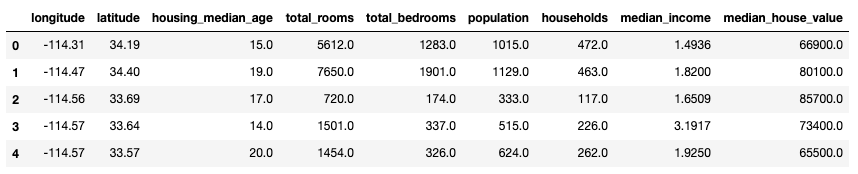 longitude latitude housing_median_age total_rooms total_bedrooms population households median_income median_house_value
0 -114.31 34.19 15.0 5612.0 1283.0 1015.0 472.0 1.4936 66900.0
1 -114.47 34.40 19.0 7650.0 1901.0 1129.0 463.0 1.8200 80100.0
2 -114.56 33.69 17.0 720.0 174.0 333.0 117.0 1.6509 85700.0
3 -114.57 33.64 14.0 1501.0 337.0 515.0 226.0 3.1917 73400.0
4 -114.57 33.57 20.0 1454.0 326.0 624.0 262.0 1.9250 65500.0